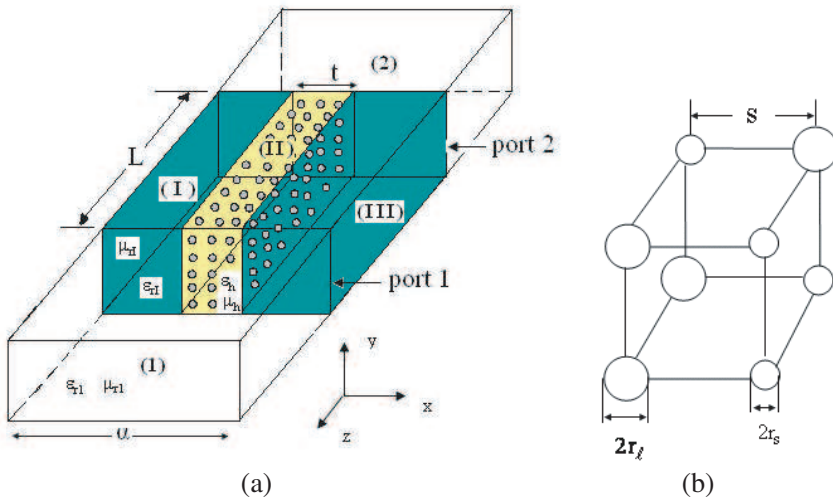 (2)
t
(II)
L
port 2
(I)
(III)
μrI
εrI
εh
μh
port 1
(1)
εr1 μr1
y
x
z
α
(a)
s
2rℓ
2rs
(b)